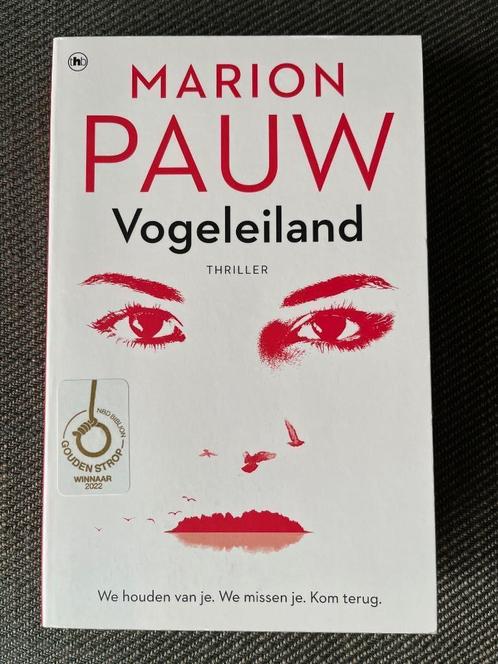 thb
MARION
PAUW
Vogeleiland
THRILLER
NBD BIBLION
GOUDEN STROP
WINNAAR
2022
We houden van je. We missen je. Kom terug.